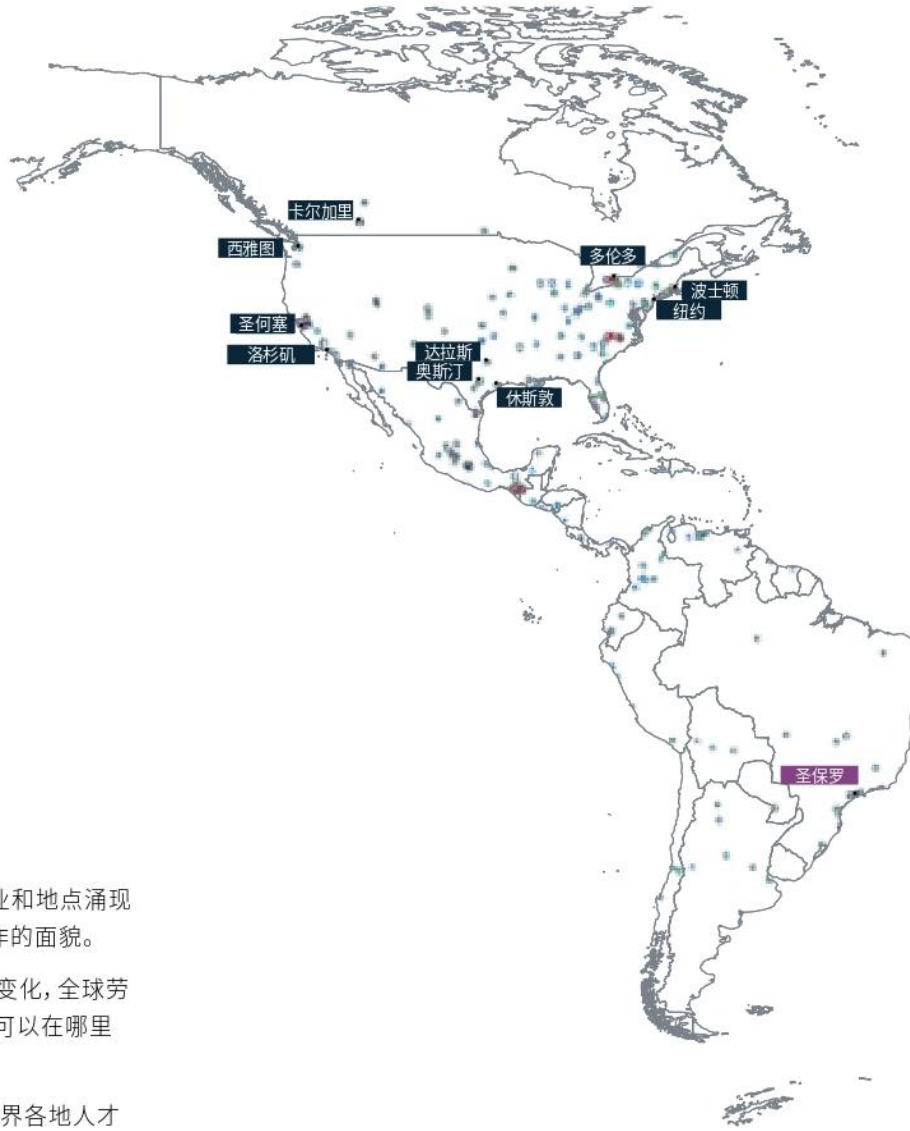 卡尔加里
西雅图
多伦多
波士顿
纽约
圣何塞
洛杉矶
达拉斯
奥斯汀
休斯敦
圣保罗
业和地点涌现
作的面貌。
变化，全球劳
可以在哪里
界各地人才